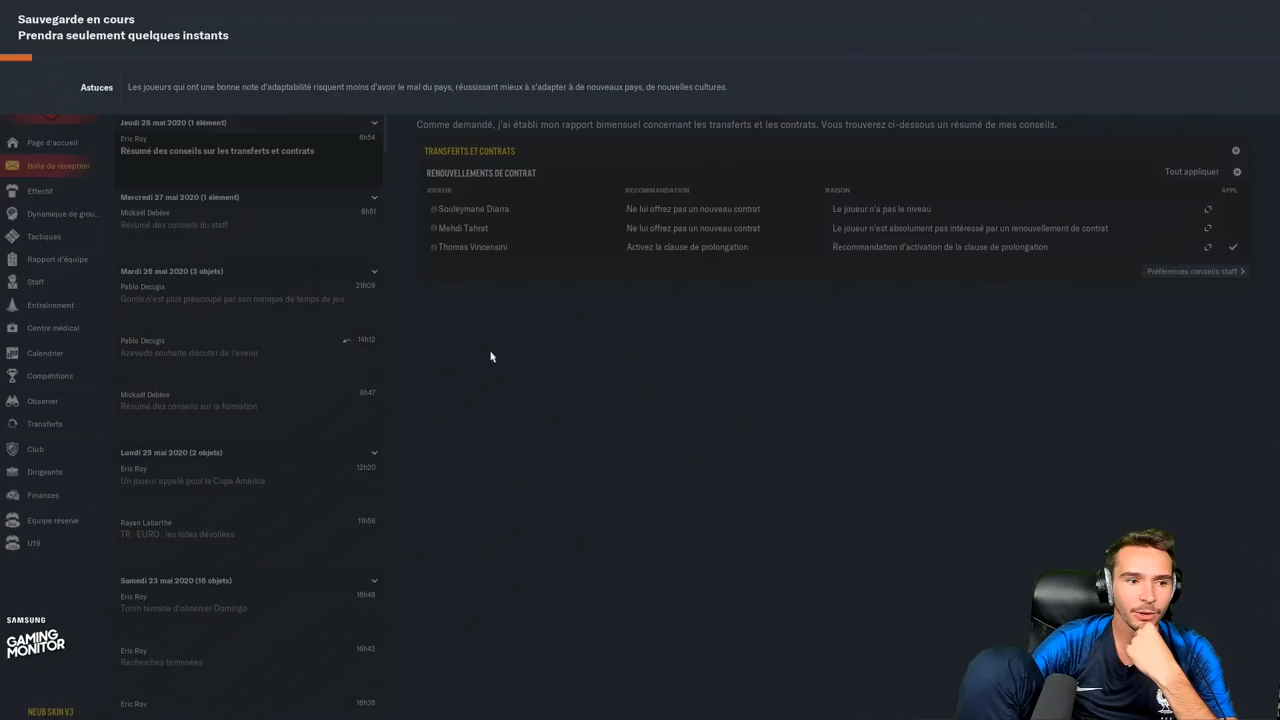 Sauvegarde en cours
Prendra seulement quelques instants
Astuces
Les joueurs qui ont une bonne note d'adaptabilité risquent moins d'avoir le mal du pays, réussissant mieux à s'adapter à de nouveaux pays, de nouvelles cultures.
Page d'accueil
Boîte de réception
Effectif
Dynamique de grou...
Tactiques
Rapport d'équipe
Staff
Entraînement
Centre médical
Calendrier
Compétitions
Observer
Transferts
Club
Dirigeants
Finances
Équipe réserve
U19
SAMSUNG
GAMING
MONITOR
NEUB SKIN V3
Jeudi 28 mai 2020 (1 élément)
Eric Roy 8h54
Résumé des conseils sur les transferts et contrats
Mercredi 27 mai 2020 (1 élément)
Mickaël Debève 8h51
Résumé des conseils du staff
Mardi 26 mai 2020 (3 objets)
Pablo Decugis 21h09
Gomis n'est plus préoccupé par son manque de temps de jeu
Pablo Decugis 14h12
Azevedo souhaite discuter de l'avenir
Mickaël Debève 8h47
Résumé des conseils sur la formation
Lundi 25 mai 2020 (2 objets)
Eric Roy 12h20
Un joueur appelé pour la Copa América
Rayan Labarthe 11h58
TR : EURO : les listes dévoilées
Samedi 23 mai 2020 (16 objets)
Eric Roy 16h49
Tonin termine d'observer Domingo
Eric Roy 16h43
Recherches terminées
Eric Roy 16h36
Comme demandé, j'ai établi mon rapport bimensuel concernant les transferts et les contrats. Vous trouverez ci-dessous un résumé de mes conseils.
TRANSFERTS ET CONTRATS
RENOUVELLEMENTS DE CONTRAT Tout appliquer
JOUEUR RECOMMANDATION RAISON APPL
Souleymane Diarra Ne lui offrez pas un nouveau contrat Le joueur n'a pas le niveau
Mehdi Tahrat Ne lui offrez pas un nouveau contrat Le joueur n'est absolument pas intéressé par un renouvellement de contrat
Thomas Vincensini Activez la clause de prolongation Recommandation d'activation de la clause de prolongation
Préférences conseils staff